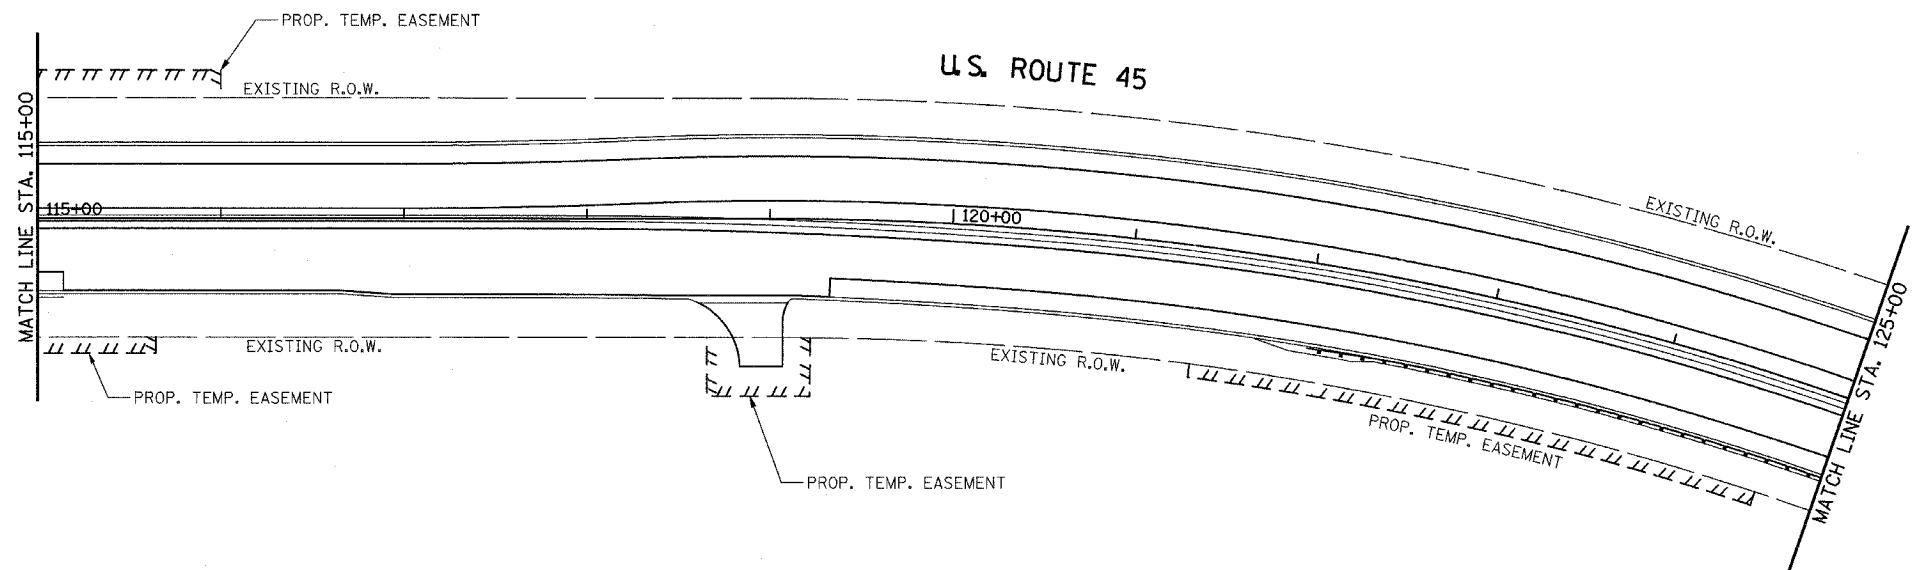 PROP. TEMP. EASEMENT
U.S. ROUTE 45
EXISTING R.O.W.
MATCH LINE STA. 115+00
115+00
120+00
EXISTING R.O.W.
EXISTING R.O.W.
EXISTING R.O.W.
MATCH LINE STA. 125+00
PROP. TEMP. EASEMENT
PROP. TEMP. EASEMENT
PROP. TEMP. EASEMENT